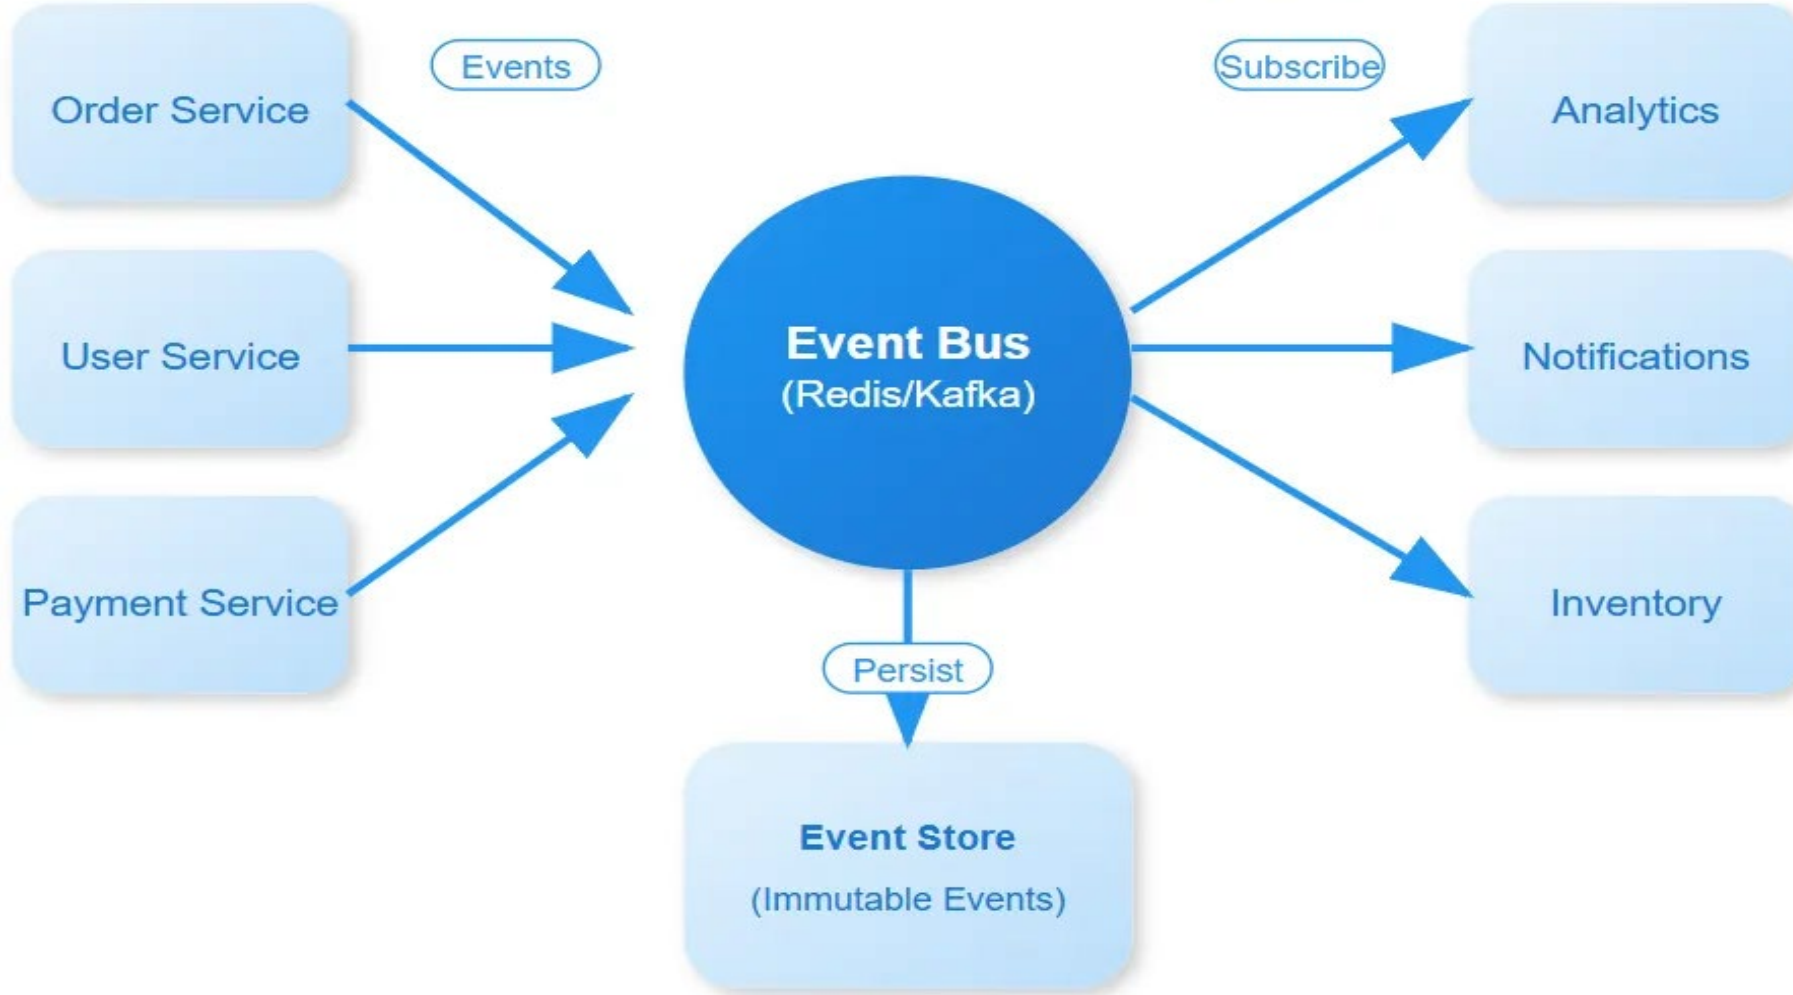 Order Service
Events
Subscribe
Analytics
User Service
Event Bus
(Redis/Kafka)
Notifications
Payment Service
Inventory
Persist
Event Store
(Immutable Events)